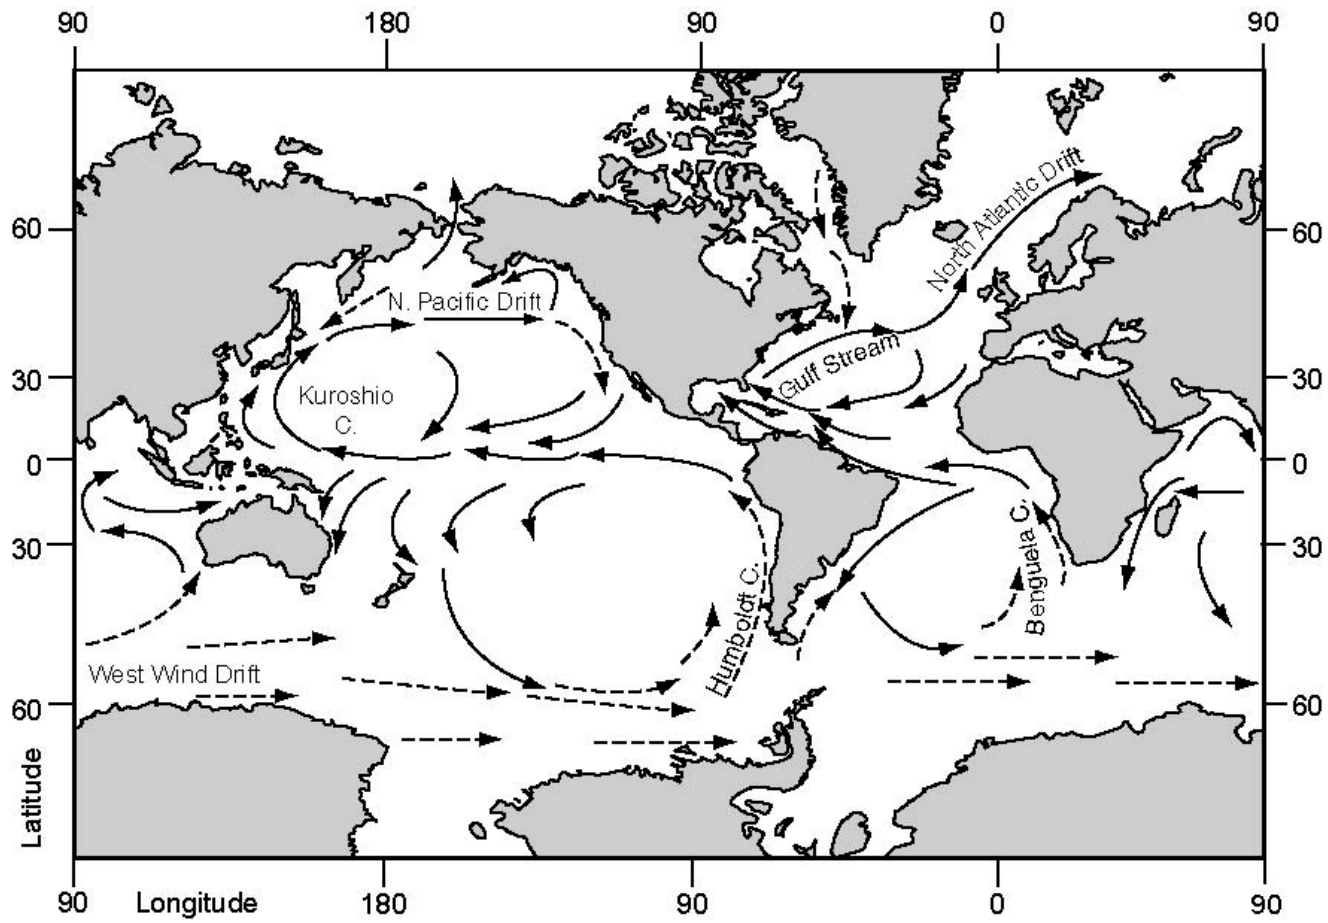 90 180 90 0 90
60 60
North Atlantic Drift
N. Pacific Drift
Gulf Stream
30 30
Kuroshio
C.
0 0
30 30
Benguela C.
Humboldt C.
West Wind Drift
60 60
Latitude
90 Longitude 180 90 0 90